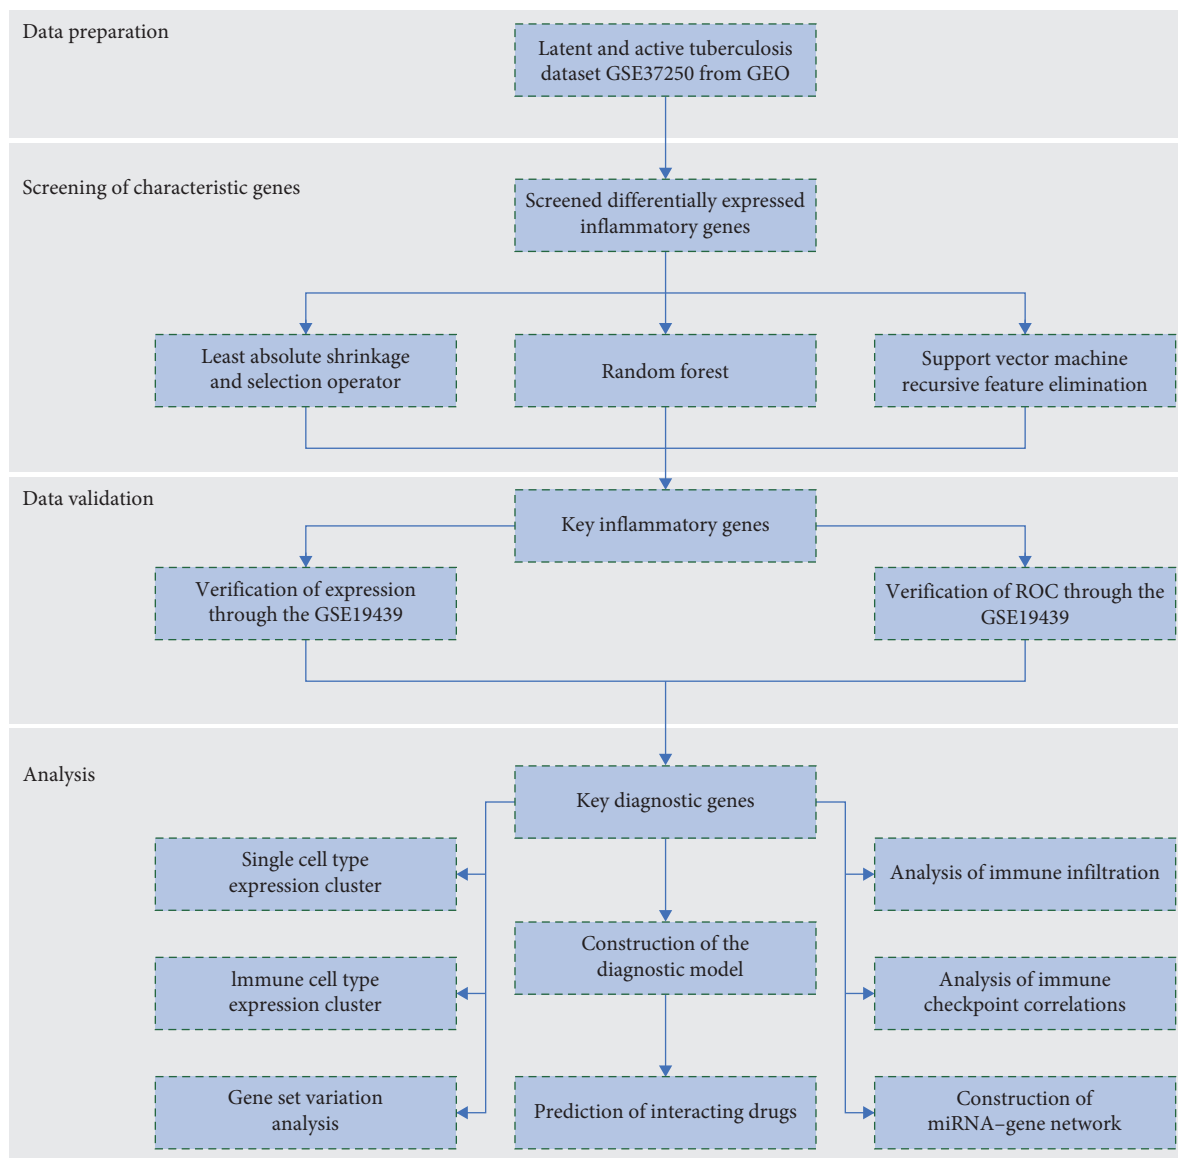 Data preparation
Latent and active tuberculosis
dataset GSE37250 from GEO
Screening of characteristic genes
Screened differentially expressed
inflammatory genes
Least absolute shrinkage
and selection operator
Random forest
Support vector machine
recursive feature elimination
Data validation
Key inflammatory genes
Verification of expression
through the GSE19439
Verification of ROC through the
GSE19439
Analysis
Key diagnostic genes
Single cell type
expression cluster
Analysis of immune infiltration
Construction of the
diagnostic model
Immune cell type
expression cluster
Analysis of immune
checkpoint correlations
Gene set variation
analysis
Prediction of interacting drugs
Construction of
miRNA–gene network